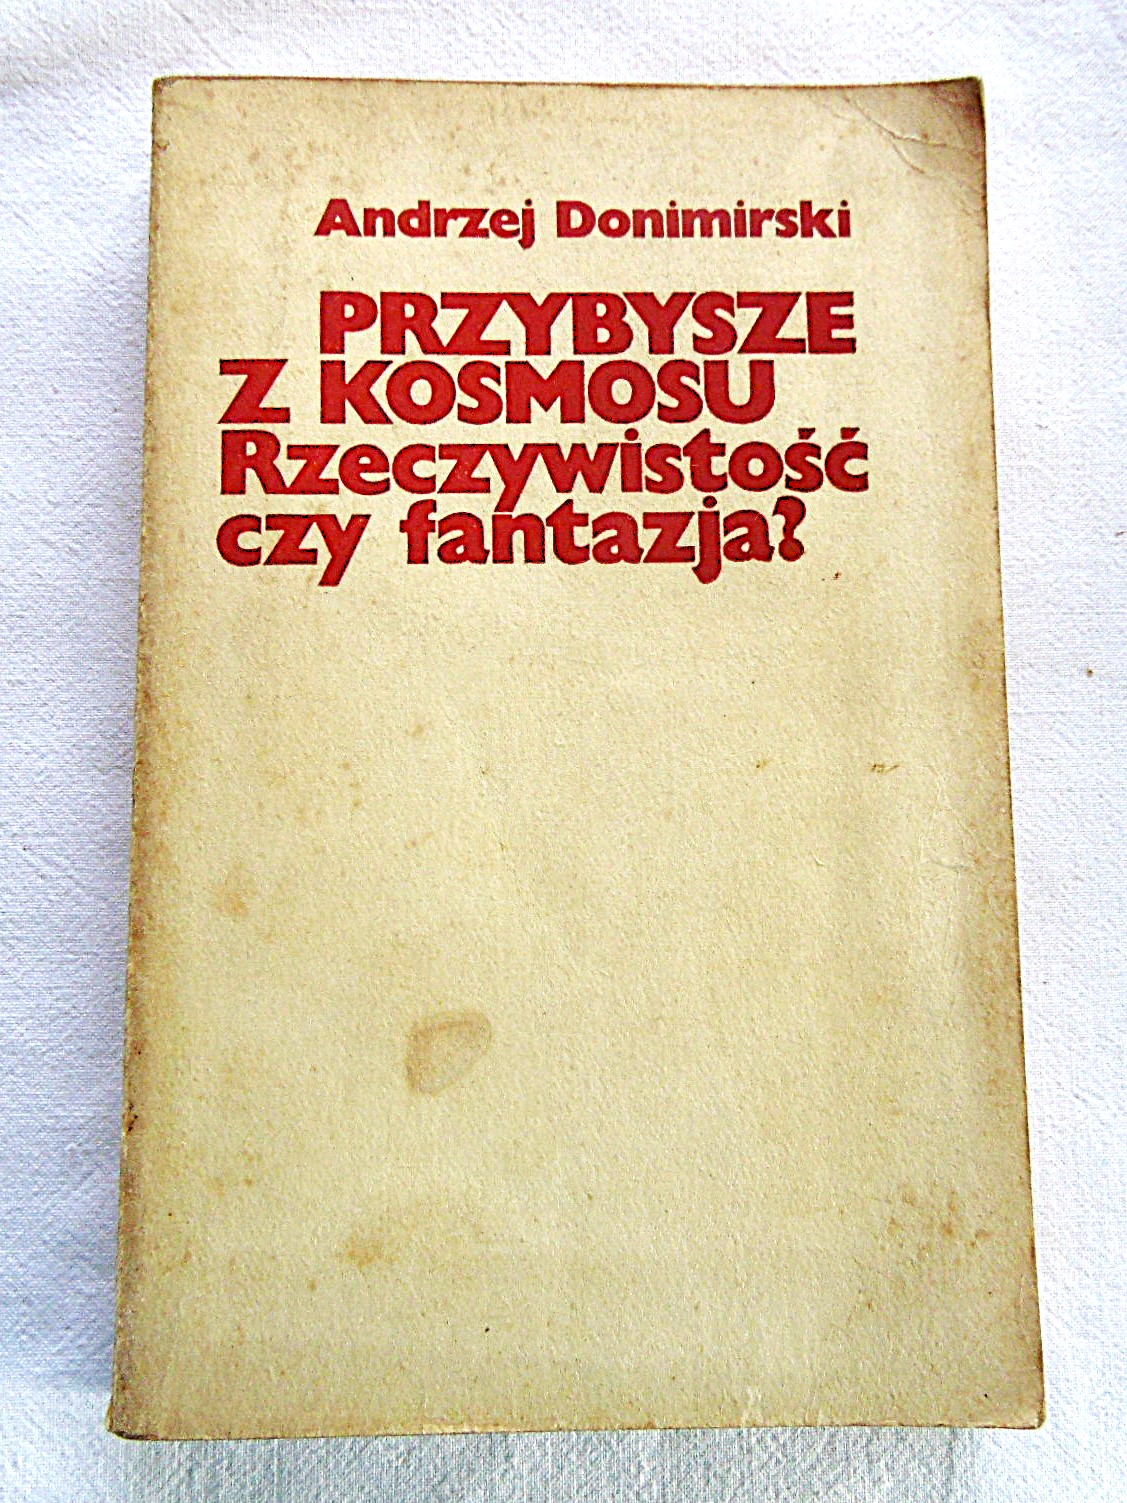 Andrzej Donimirski
PRZYBYSZE
Z KOSMOSU
Rzeczywistość
czy fantazja?